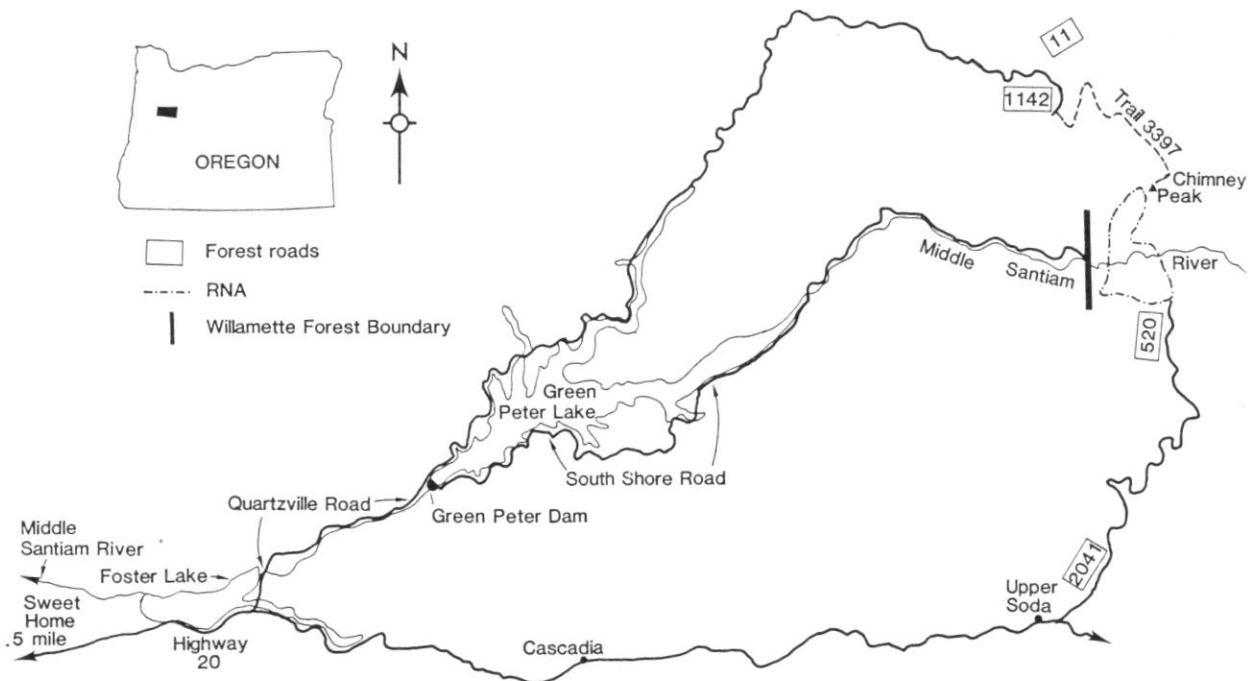 N
OREGON
Forest roads
RNA
Willamette Forest Boundary
11
1142
Trail 3397
Chimney
Peak
Middle Santiam River
520
Green
Peter Lake
South Shore Road
Quartzville Road
Green Peter Dam
Middle
Santiam River
Foster Lake
2041
Upper
Soda
Sweet
Home
.5 mile
Highway
20
Cascadia